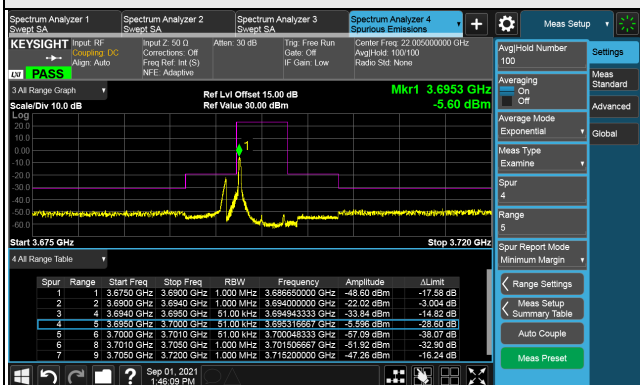 Spectrum Analyzer 1
Swept SA
Spectrum Analyzer 2
Swept SA
Spectrum Analyzer 3
Swept SA
Spectrum Analyzer 4
Spurious Emissions
Meas Setup
KEYSIGHT
Input: RF
Coupling: DC
Align: Auto
Input Z: 50 Ω
Corrections: Off
Freq Ref: Int (S)
NFE: Adaptive
Atten: 30 dB
Trig: Free Run
Gate: Off
IF Gain: Low
Center Freq: 22.005000000 GHz
Avg|Hold: 100/100
Radio Std: None
LXI PASS
3 All Range Graph
Ref Lvl Offset 15.00 dB
Mkr1 3.6953 GHz
Scale/Div 10.0 dB
Ref Value 30.00 dBm
-5.60 dBm
Log
20.0
10.0
0.00
-10.0
-20.0
-30.0
-40.0
-50.0
-60.0
1
Start 3.675 GHz
Stop 3.720 GHz
4 All Range Table
Spur Range Start Freq Stop Freq RBW Frequency Amplitude ΔLimit
1 1 3.6750 GHz 3.6900 GHz 1.000 MHz 3.686650000 GHz -48.60 dBm -17.58 dB
2 2 3.6900 GHz 3.6940 GHz 1.000 MHz 3.694000000 GHz -22.02 dBm -3.004 dB
3 4 3.6940 GHz 3.6950 GHz 51.00 kHz 3.694943333 GHz -33.84 dBm -14.82 dB
4 5 3.6950 GHz 3.7000 GHz 51.00 kHz 3.695316667 GHz -5.596 dBm -28.60 dB
5 6 3.7000 GHz 3.7010 GHz 51.00 kHz 3.700048333 GHz -57.09 dBm -38.07 dB
6 8 3.7010 GHz 3.7050 GHz 1.000 MHz 3.701506667 GHz -51.92 dBm -32.90 dB
7 9 3.7050 GHz 3.7200 GHz 1.000 MHz 3.715200000 GHz -47.26 dBm -16.24 dB
Avg|Hold Number
100
Averaging
On
Off
Average Mode
Exponential
Meas Type
Examine
Spur
4
Range
5
Spur Report Mode
Minimum Margin
Range Settings
Meas Setup
Summary Table
Auto Couple
Meas Preset
Settings
Meas
Standard
Advanced
Global
Sep 01, 2021
1:46:09 PM